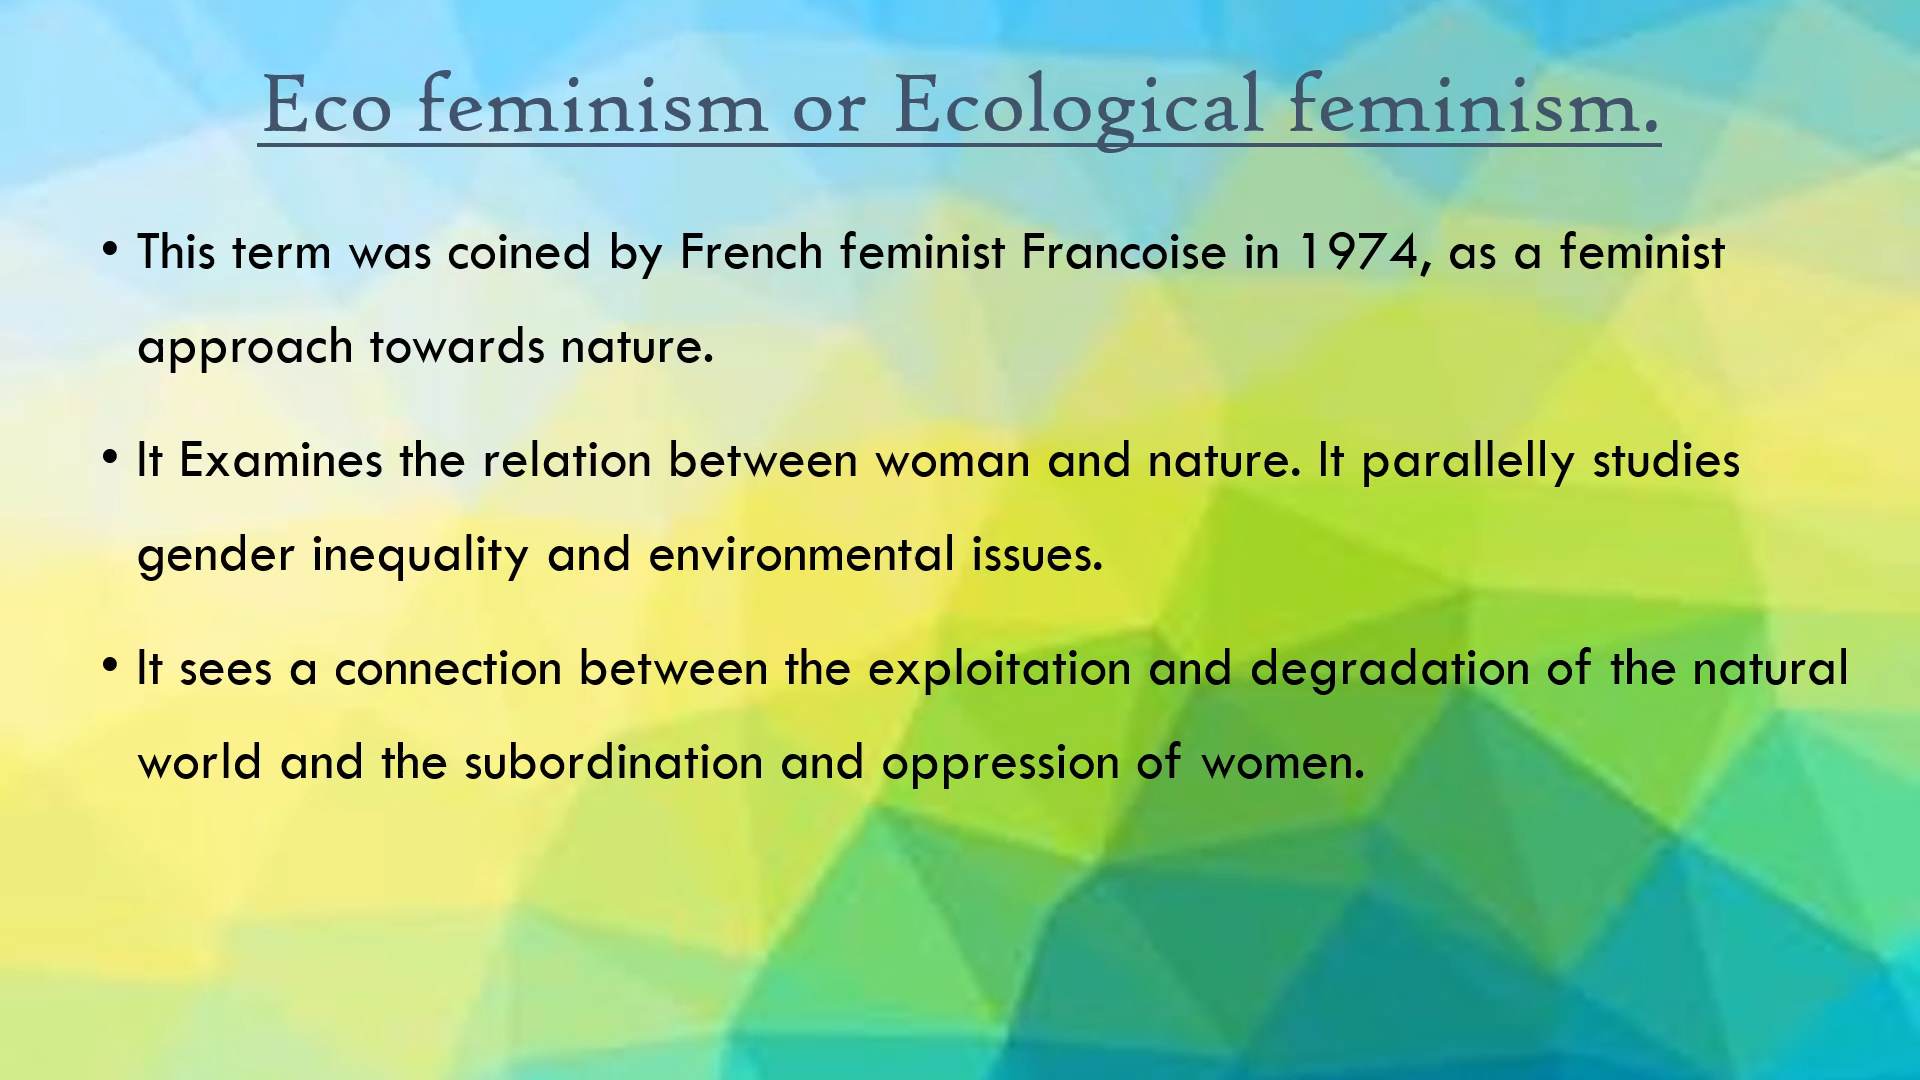 Eco feminism or Ecological feminism.
• This term was coined by French feminist Francoise in 1974, as a feminist
approach towards nature.
• It Examines the relation between woman and nature. It parallelly studies
gender inequality and environmental issues.
• It sees a connection between the exploitation and degradation of the natural
world and the subordination and oppression of women.